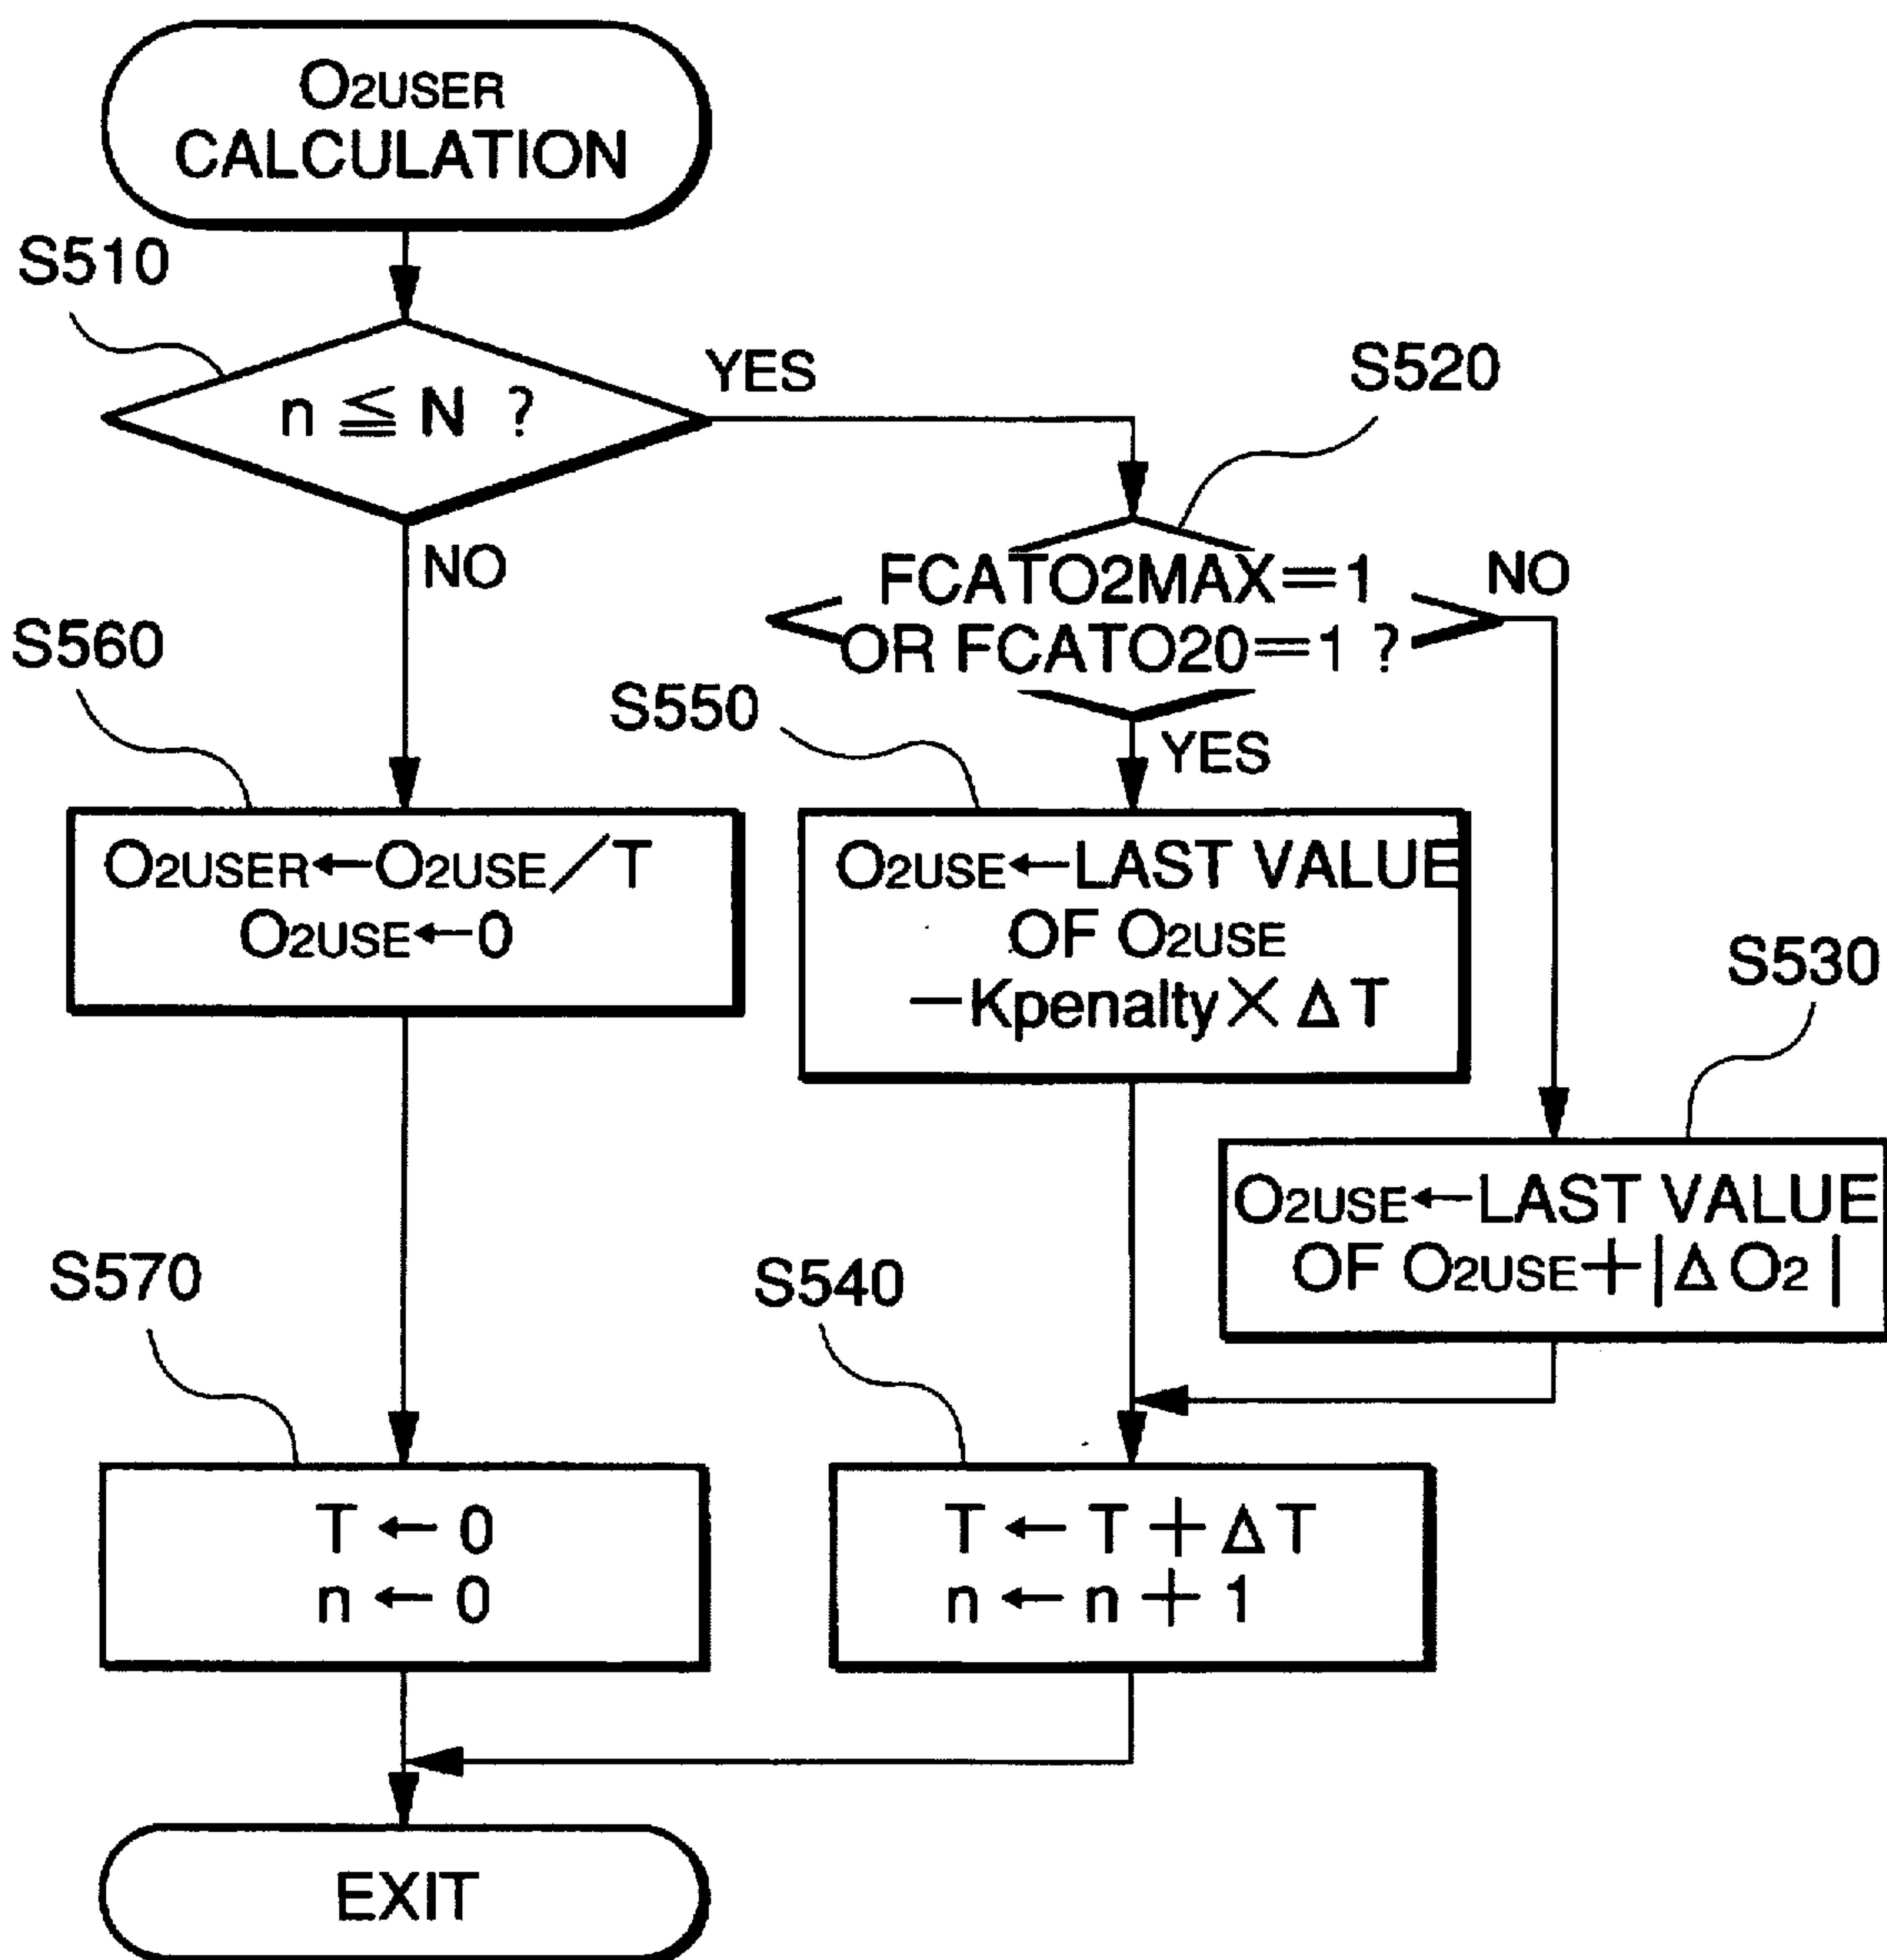 O2USER
CALCULATION
S510
n ≦ N ?
YES
NO
S520
FCATO2MAX=1
OR FCATO20=1 ?
NO
YES
S560
O2USER←O2USE/T
O2USE←0
S550
O2USE←LAST VALUE
OF O2USE
−Kpenalty×ΔT
S530
O2USE←LAST VALUE
OF O2USE+|ΔO2|
S570
T←0
n←0
S540
T←T+ΔT
n←n+1
EXIT